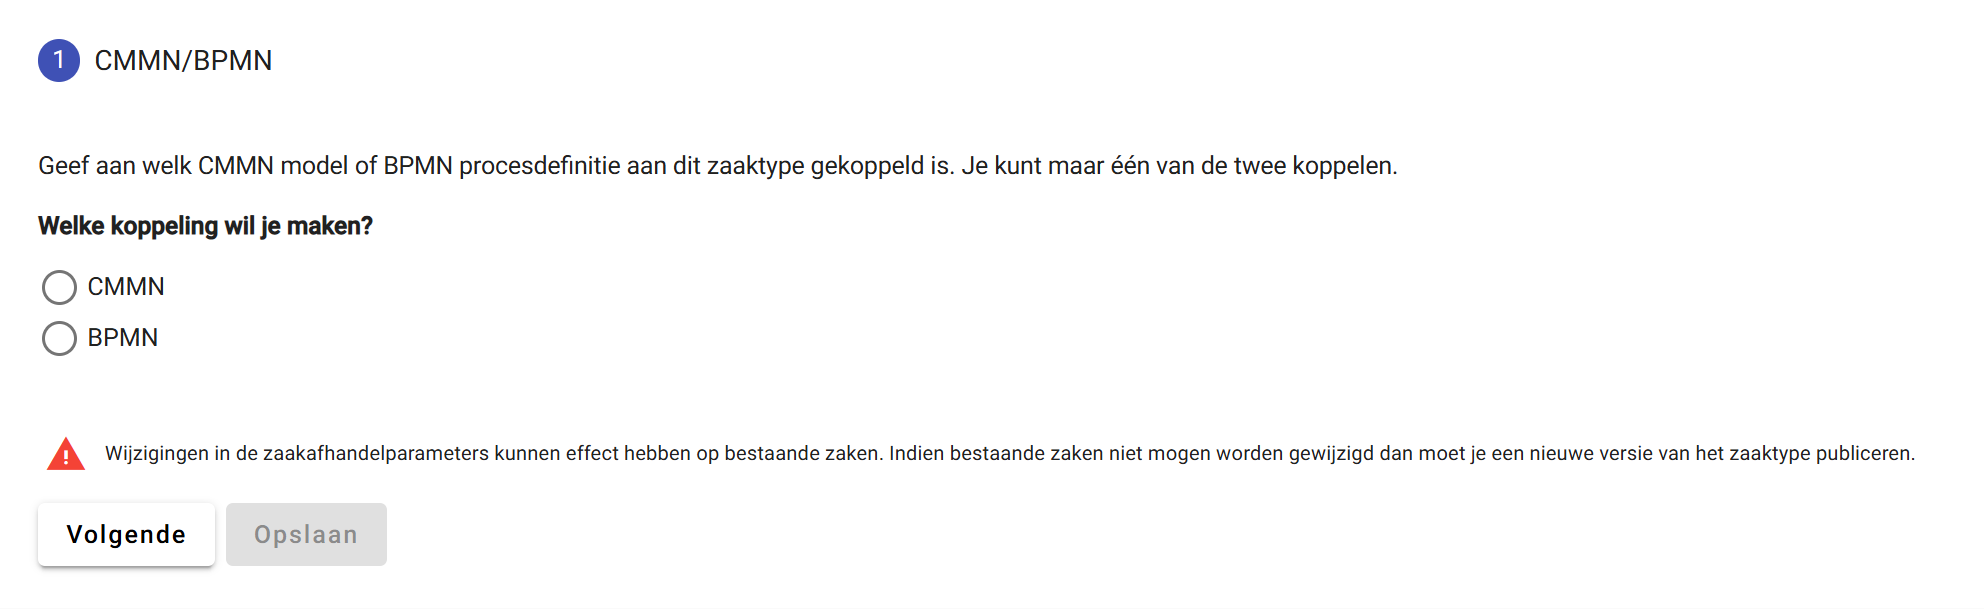 1 CMMN/BPMN
Geef aan welk CMMN model of BPMN procesdefinitie aan dit zaaktype gekoppeld is. Je kunt maar één van de twee koppelen.
Welke koppeling wil je maken?
CMMN
BPMN
Wijzigingen in de zaakafhandelparameters kunnen effect hebben op bestaande zaken. Indien bestaande zaken niet mogen worden gewijzigd dan moet je een nieuwe versie van het zaaktype publiceren.
Volgende Opslaan